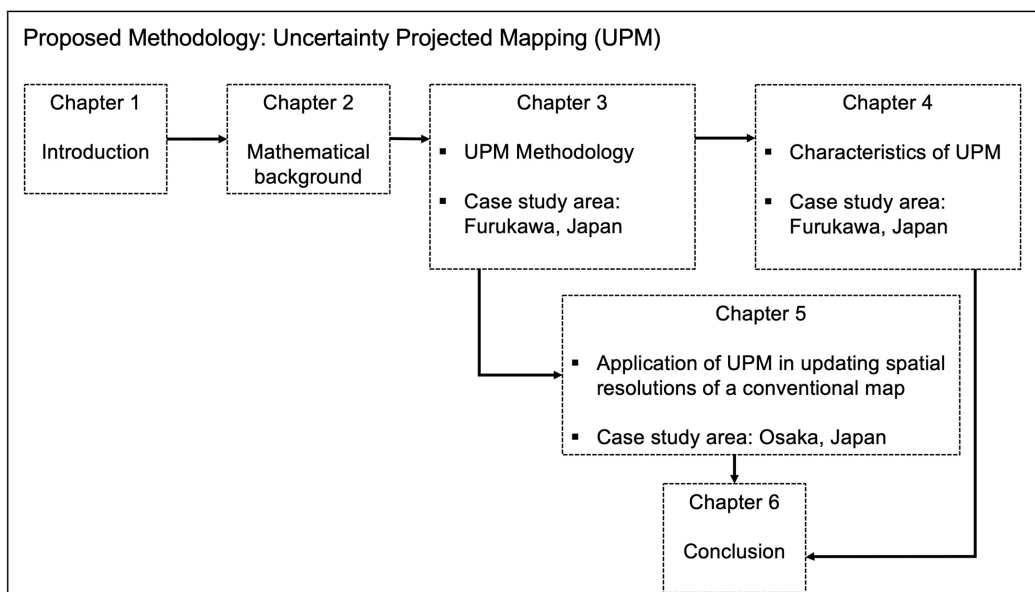 Proposed Methodology: Uncertainty Projected Mapping (UPM)
Chapter 1
Introduction
Chapter 2
Mathematical
background
Chapter 3
▪ UPM Methodology
▪ Case study area:
Furukawa, Japan
Chapter 4
▪ Characteristics of UPM
▪ Case study area:
Furukawa, Japan
Chapter 5
▪ Application of UPM in updating spatial
resolutions of a conventional map
▪ Case study area: Osaka, Japan
Chapter 6
Conclusion